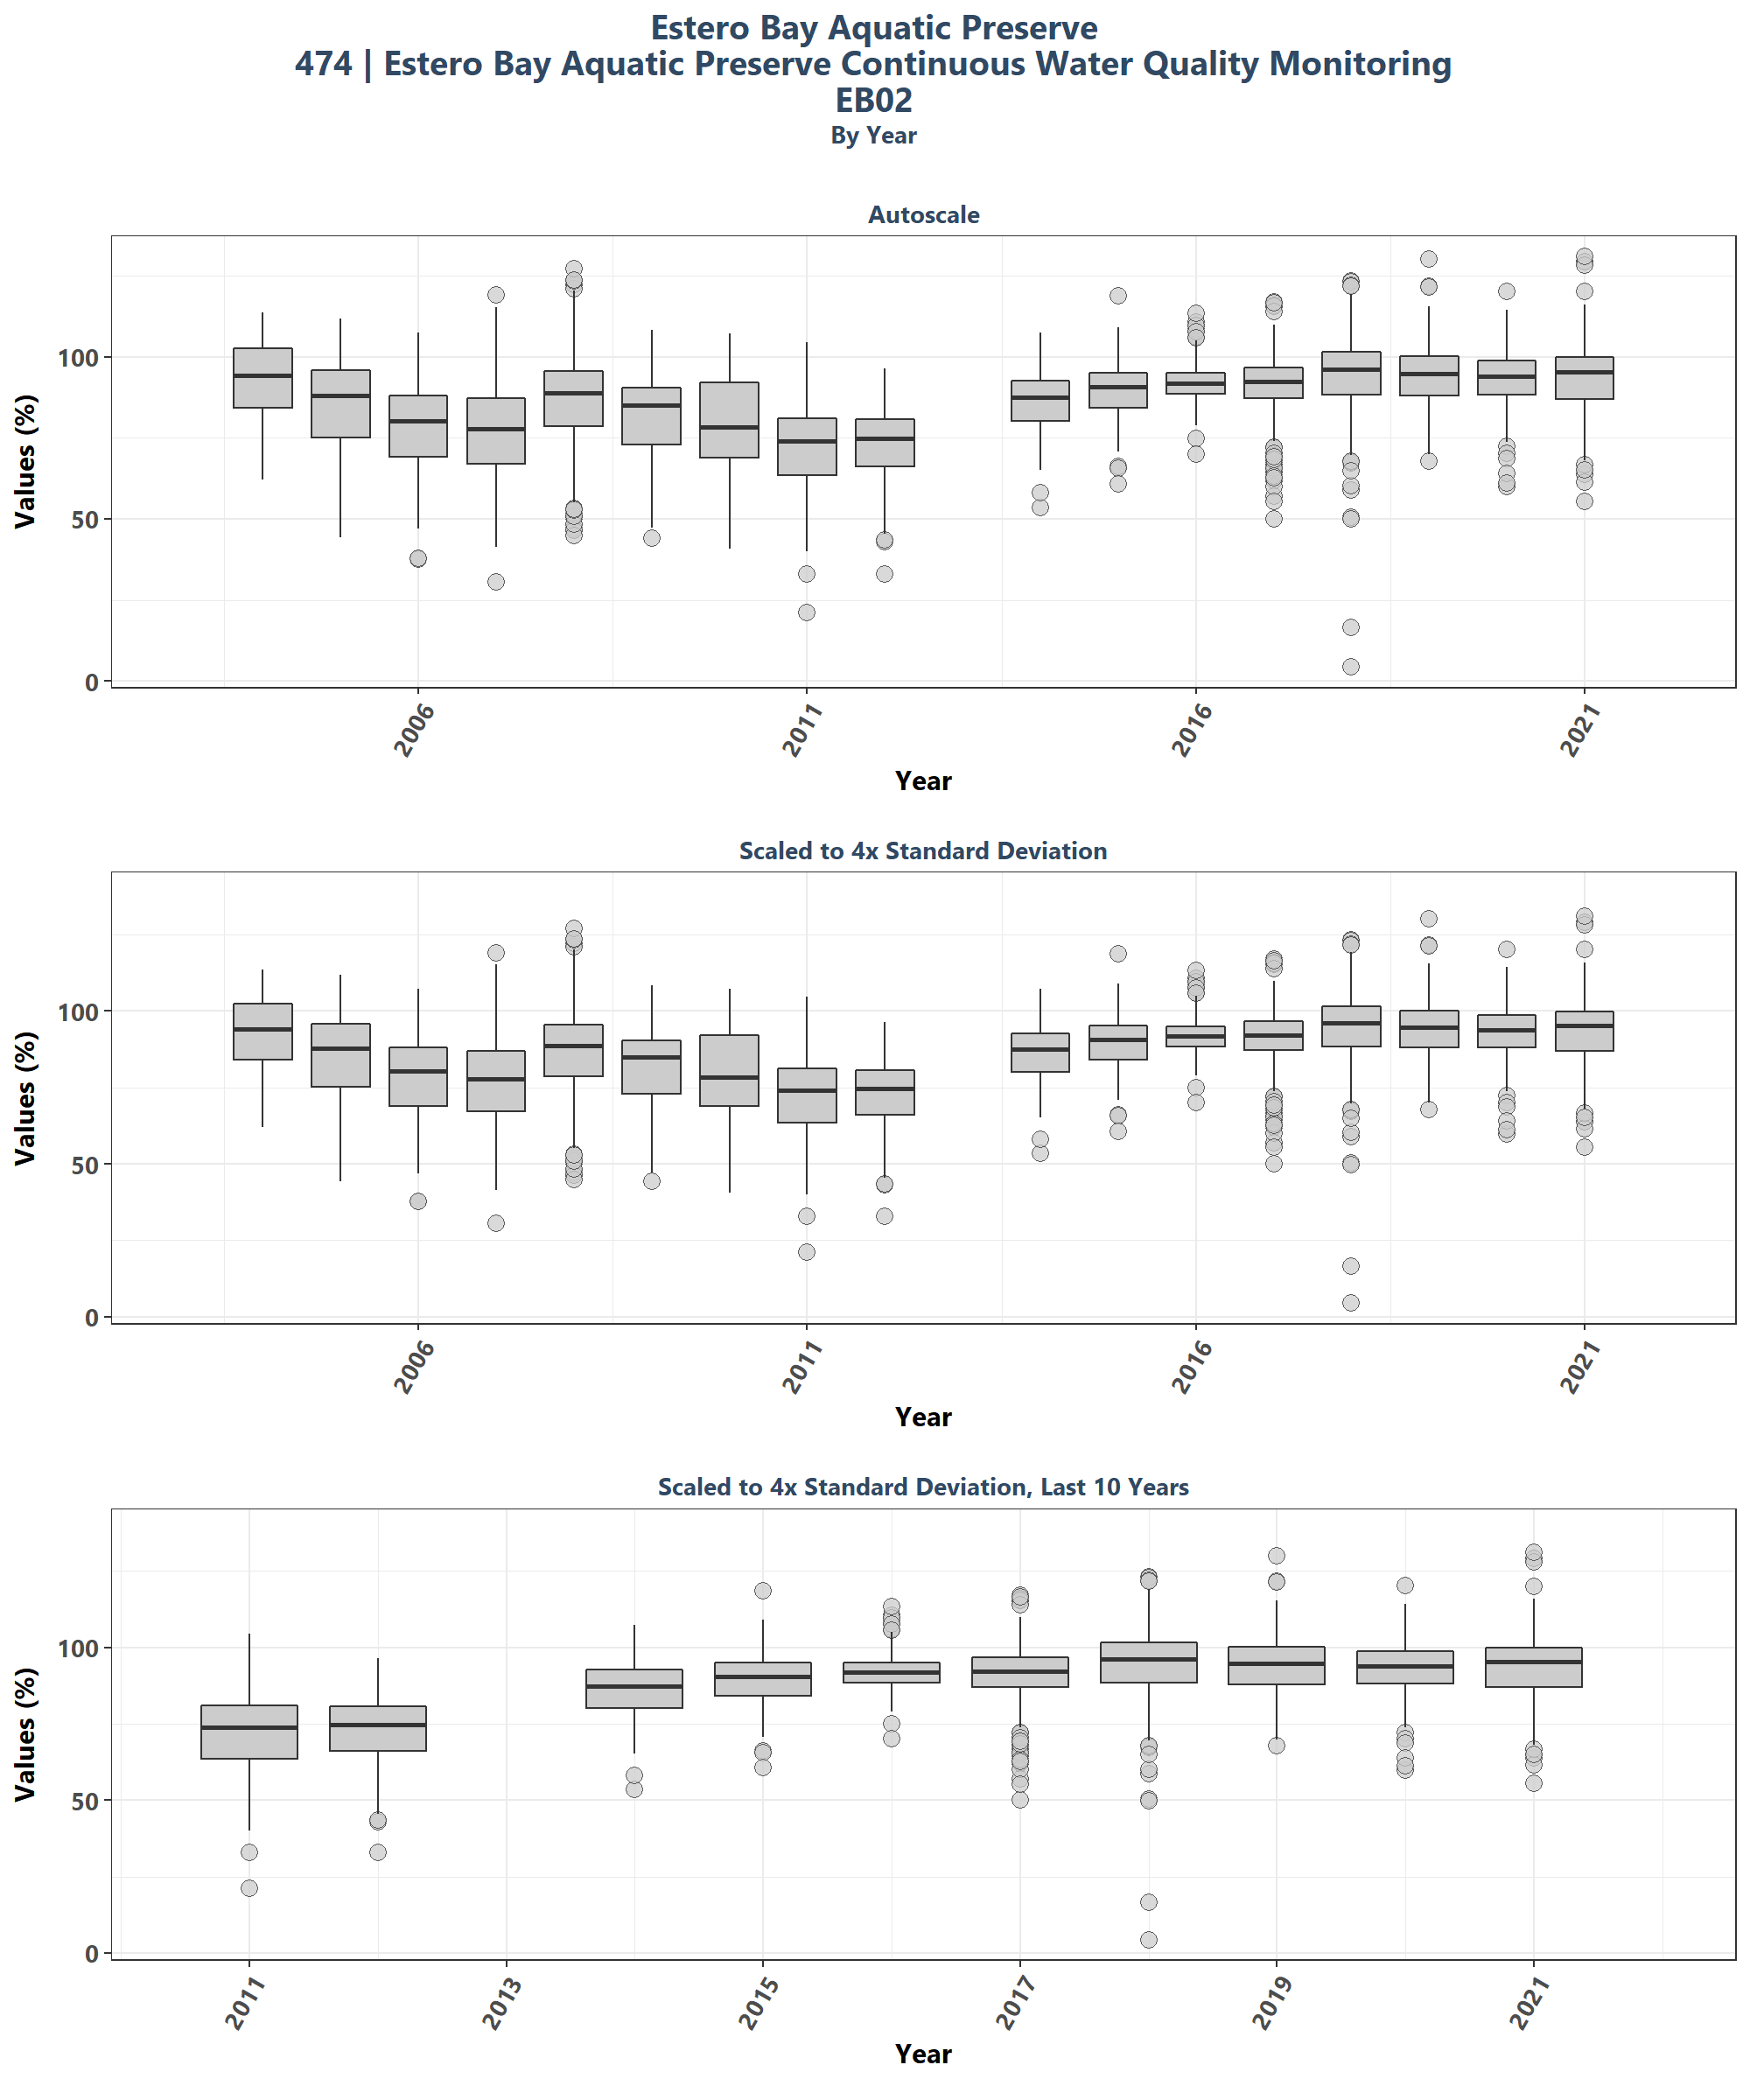 Estero Bay Aquatic Preserve
474 | Estero Bay Aquatic Preserve Continuous Water Quality Monitoring
EB02
By Year
Autoscale
Values (%)
100
50
0
2006
2011
2016
2021
Year
Scaled to 4x Standard Deviation
Values (%)
100
50
0
2006
2011
2016
2021
Year
Scaled to 4x Standard Deviation, Last 10 Years
Values (%)
100
50
0
2011
2013
2015
2017
2019
2021
Year